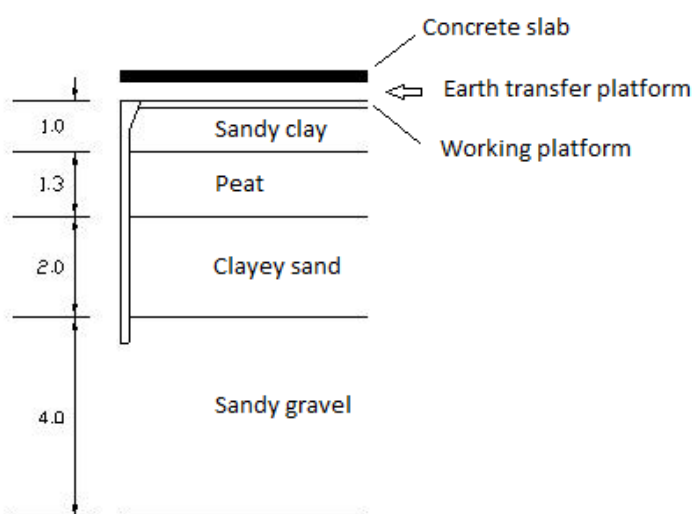 Concrete slab
Earth transfer platform
1.0
Sandy clay
Working platform
1.3
Peat
2.0
Clayey sand
Sandy gravel
4.0